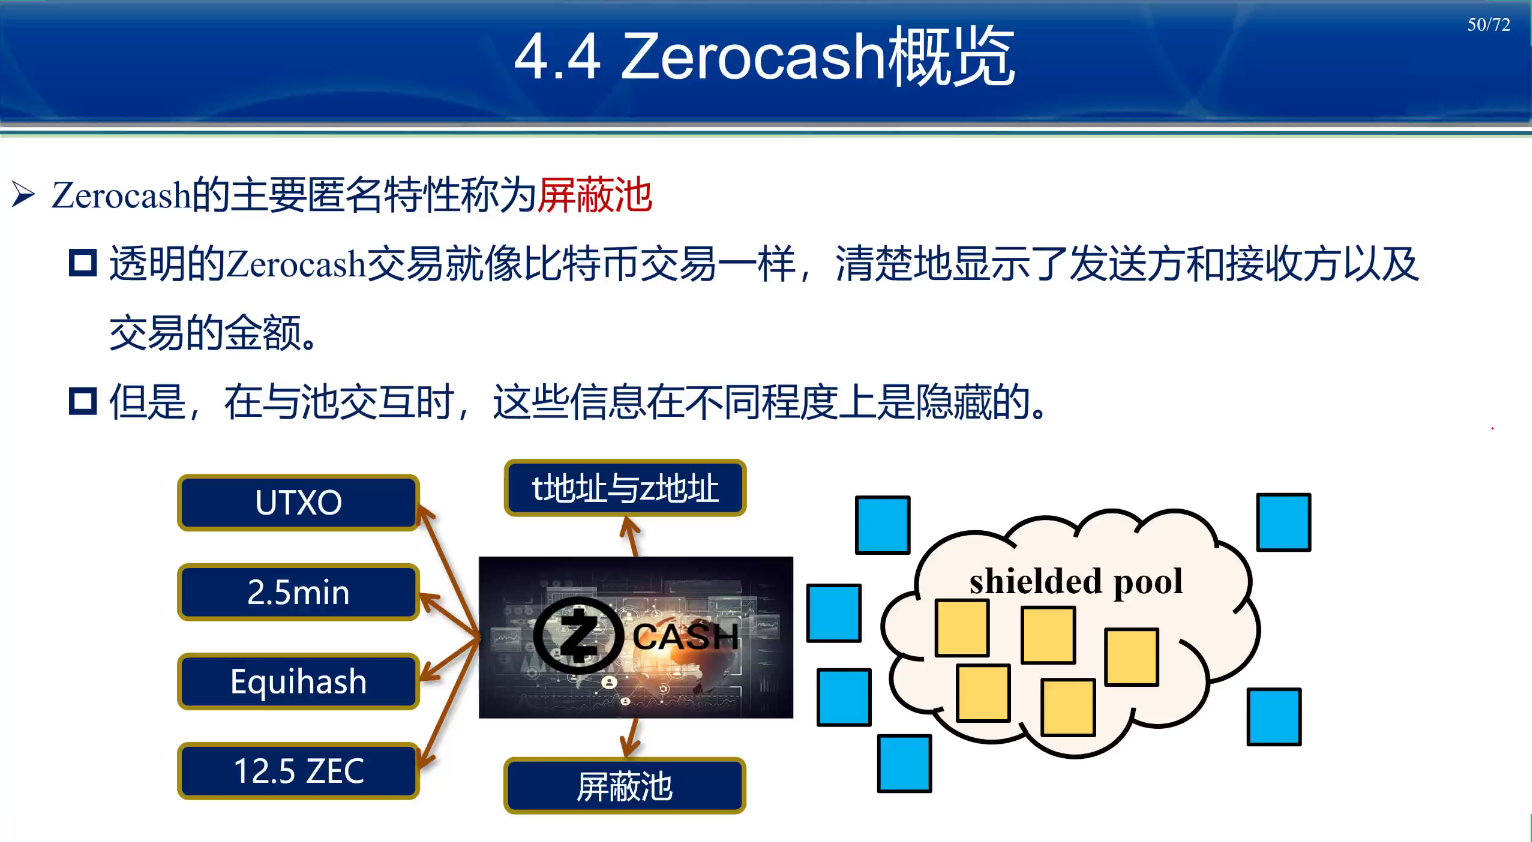 50/72
4.4 Zerocash概览
Zerocash的主要匿名特性称为屏蔽池
透明的Zerocash交易就像比特币交易一样，清楚地显示了发送方和接收方以及
交易的金额。
但是，在与池交互时，这些信息在不同程度上是隐藏的。
UTXO
2.5min
Equihash
12.5 ZEC
t地址与z地址
CASH
屏蔽池
shielded pool